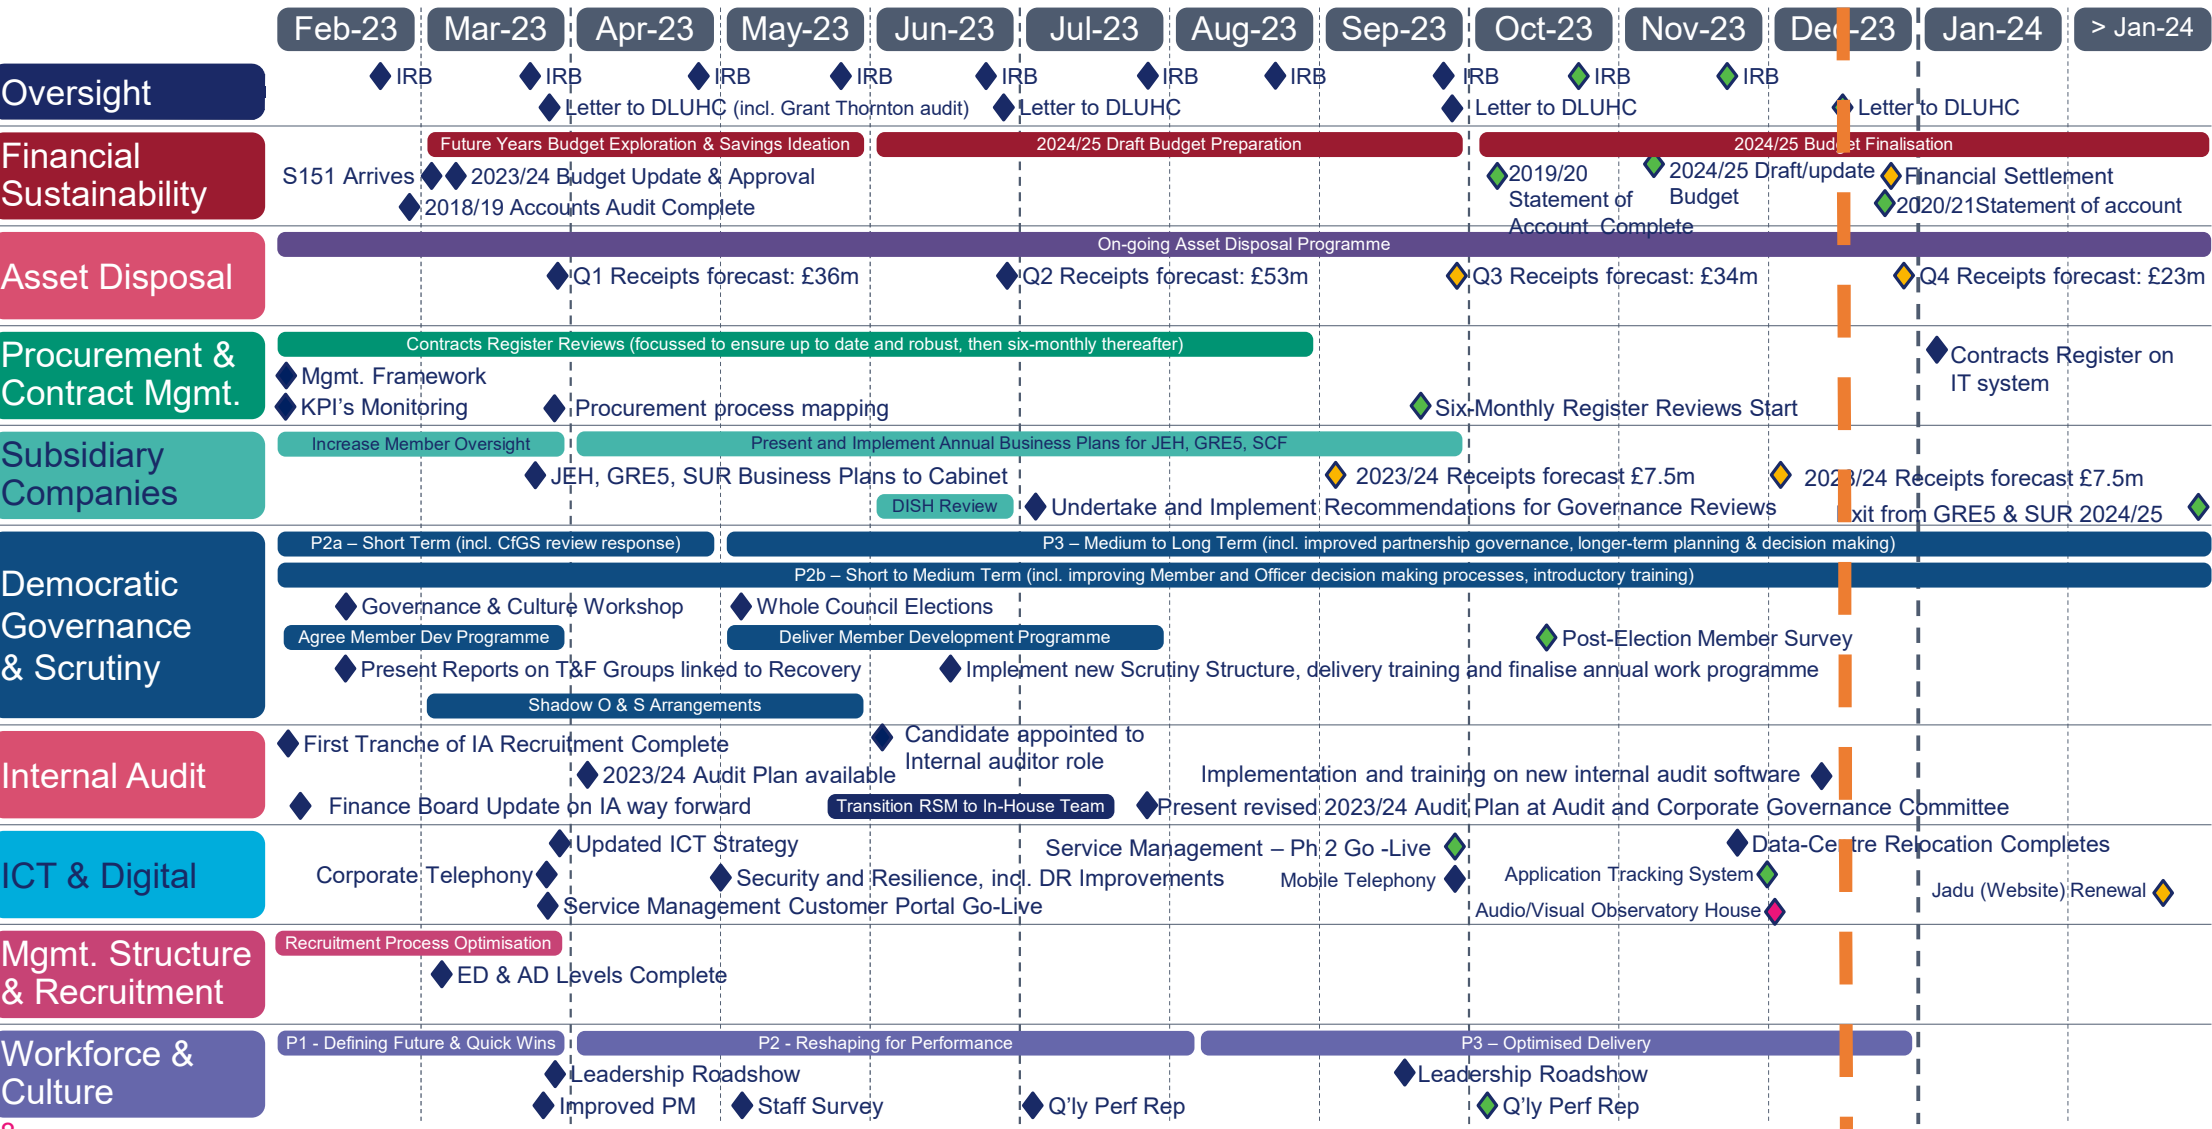 Feb-23 Mar-23 Apr-23 May-23 Jun-23 Jul-23 Aug-23 Sep-23 Oct-23 Nov-23 Dec-23 Jan-24 > Jan-24
Oversight
IRB IRB IRB IRB IRB IRB IRB IRB IRB IRB
Letter to DLUHC (incl. Grant Thornton audit) Letter to DLUHC Letter to DLUHC Letter to DLUHC
Financial
Sustainability
Future Years Budget Exploration & Savings Ideation 2024/25 Draft Budget Preparation 2024/25 Budget Finalisation
S151 Arrives 2023/24 Budget Update & Approval
2018/19 Accounts Audit Complete
2019/20
Statement of
Account Complete
2024/25 Draft/update
Budget
Financial Settlement
2020/21Statement of account
Asset Disposal
On-going Asset Disposal Programme
Q1 Receipts forecast: £36m Q2 Receipts forecast: £53m Q3 Receipts forecast: £34m Q4 Receipts forecast: £23m
Procurement &
Contract Mgmt.
Contracts Register Reviews (focussed to ensure up to date and robust, then six-monthly thereafter)
Mgmt. Framework
KPI's Monitoring Procurement process mapping Six-Monthly Register Reviews Start
Contracts Register on
IT system
Subsidiary
Companies
Increase Member Oversight Present and Implement Annual Business Plans for JEH, GRE5, SCF
JEH, GRE5, SUR Business Plans to Cabinet 2023/24 Receipts forecast £7.5m 2023/24 Receipts forecast £7.5m
DISH Review Undertake and Implement Recommendations for Governance Reviews
Exit from GRE5 & SUR 2024/25
Democratic
Governance
& Scrutiny
P2a – Short Term (incl. CfGS review response) P3 – Medium to Long Term (incl. improved partnership governance, longer-term planning & decision making)
P2b – Short to Medium Term (incl. improving Member and Officer decision making processes, introductory training)
Governance & Culture Workshop Whole Council Elections
Agree Member Dev Programme Deliver Member Development Programme Post-Election Member Survey
Present Reports on T&F Groups linked to Recovery Implement new Scrutiny Structure, delivery training and finalise annual work programme
Shadow O & S Arrangements
Internal Audit
First Tranche of IA Recruitment Complete
Candidate appointed to
Internal auditor role
2023/24 Audit Plan available Implementation and training on new internal audit software
Finance Board Update on IA way forward Transition RSM to In-House Team Present revised 2023/24 Audit Plan at Audit and Corporate Governance Committee
ICT & Digital
Updated ICT Strategy Service Management – Ph 2 Go -Live Data-Centre Relocation Completes
Corporate Telephony Security and Resilience, incl. DR Improvements Mobile Telephony Application Tracking System
Jadu (Website) Renewal
Service Management Customer Portal Go-Live Audio/Visual Observatory House
Mgmt. Structure
& Recruitment
Recruitment Process Optimisation
ED & AD Levels Complete
Workforce &
Culture
P1 - Defining Future & Quick Wins P2 - Reshaping for Performance P3 – Optimised Delivery
Leadership Roadshow Leadership Roadshow
Improved PM Staff Survey Q'ly Perf Rep Q'ly Perf Rep